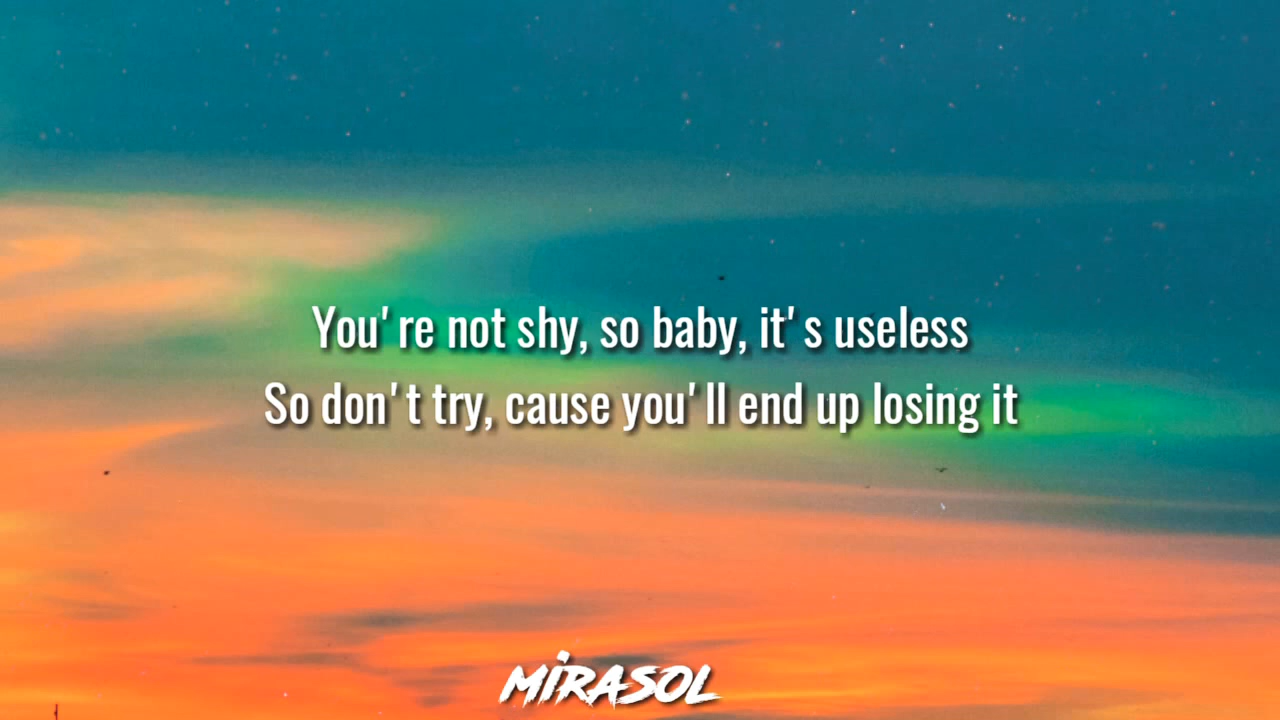 You're not shy, so baby, it's useless
So don't try, cause you'll end up losing it
MIRASOL